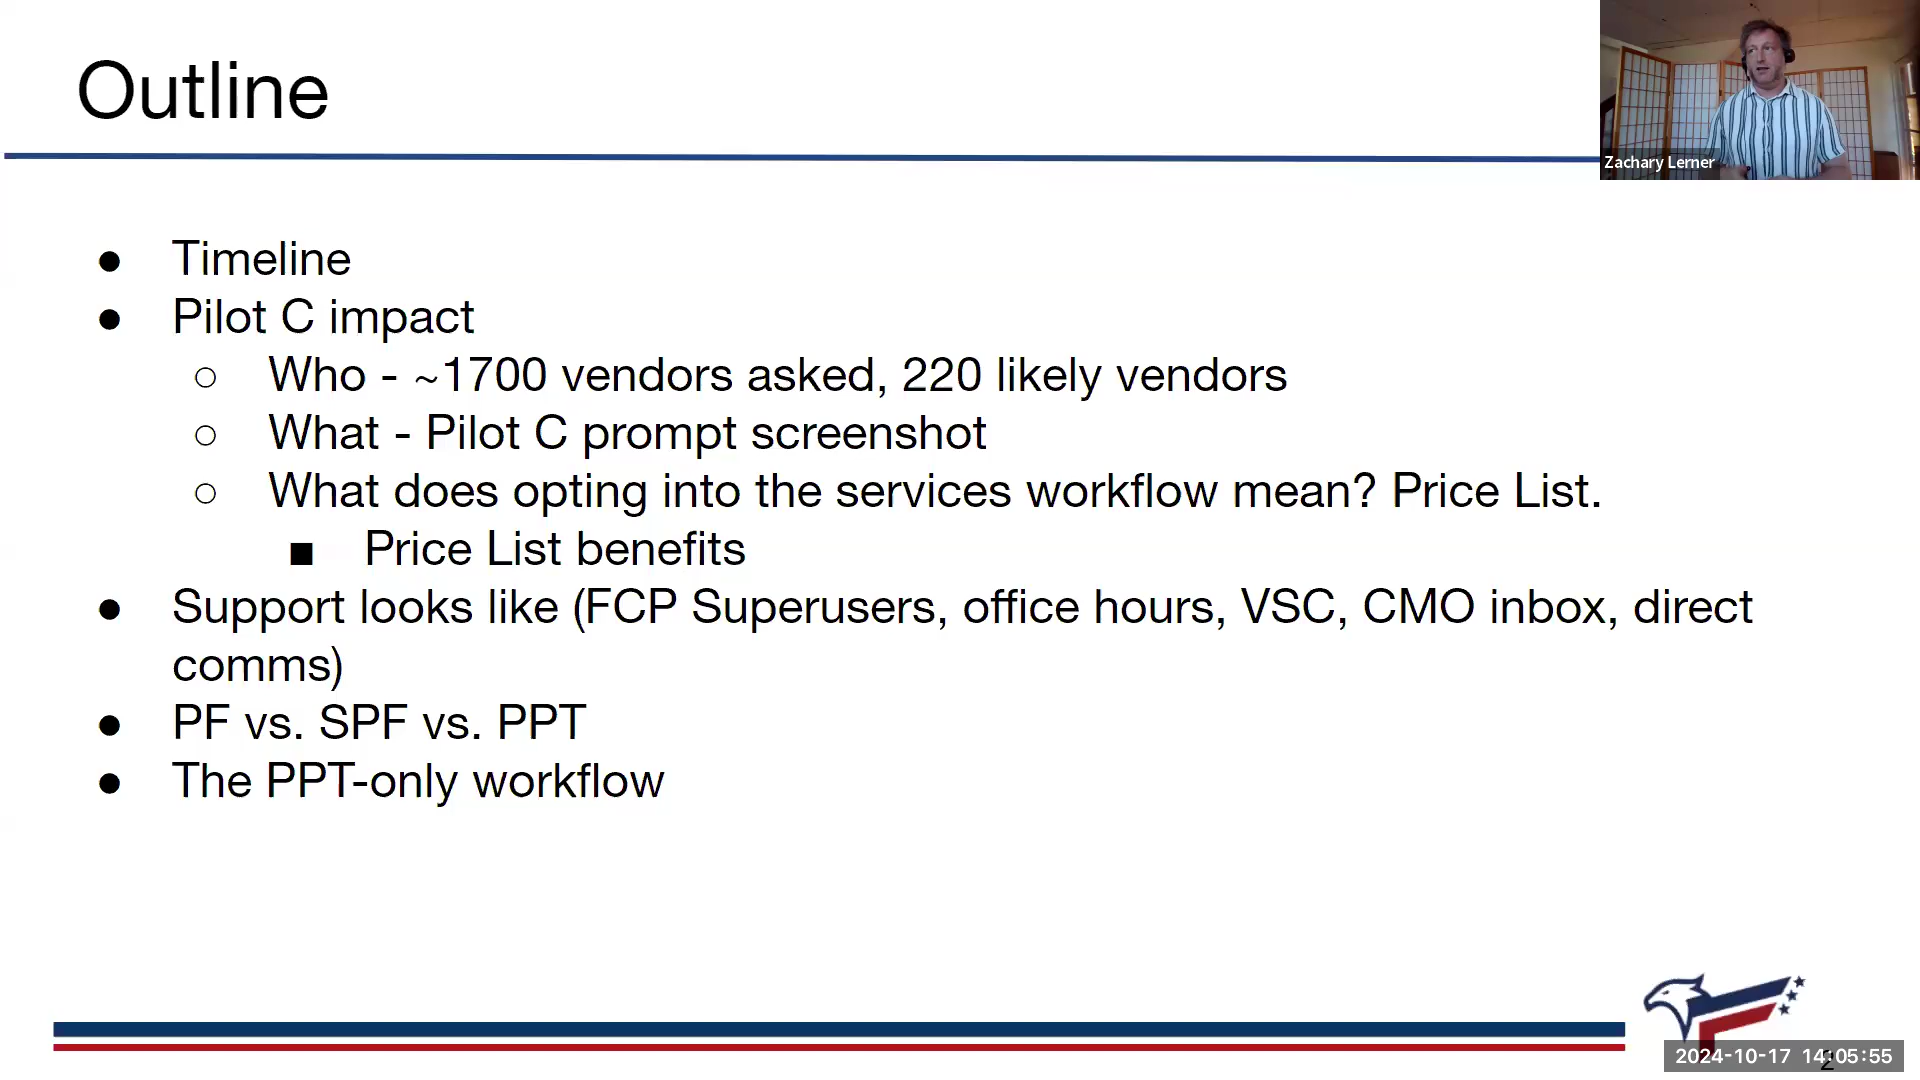 Outline
Zachary Lerner
● Timeline
● Pilot C impact
○ Who - ~1700 vendors asked, 220 likely vendors
○ What - Pilot C prompt screenshot
○ What does opting into the services workflow mean? Price List.
■ Price List benefits
● Support looks like (FCP Superusers, office hours, VSC, CMO inbox, direct
comms)
● PF vs. SPF vs. PPT
● The PPT-only workflow
2024-10-17 14:05:55
2